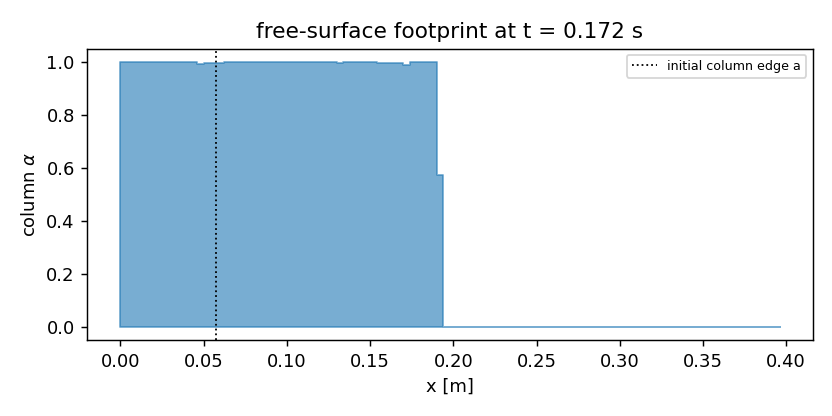 free-surface footprint at t = 0.172 s
initial column edge a
column α
1.0
0.8
0.6
0.4
0.2
0.0
0.00 0.05 0.10 0.15 0.20 0.25 0.30 0.35 0.40
x [m]